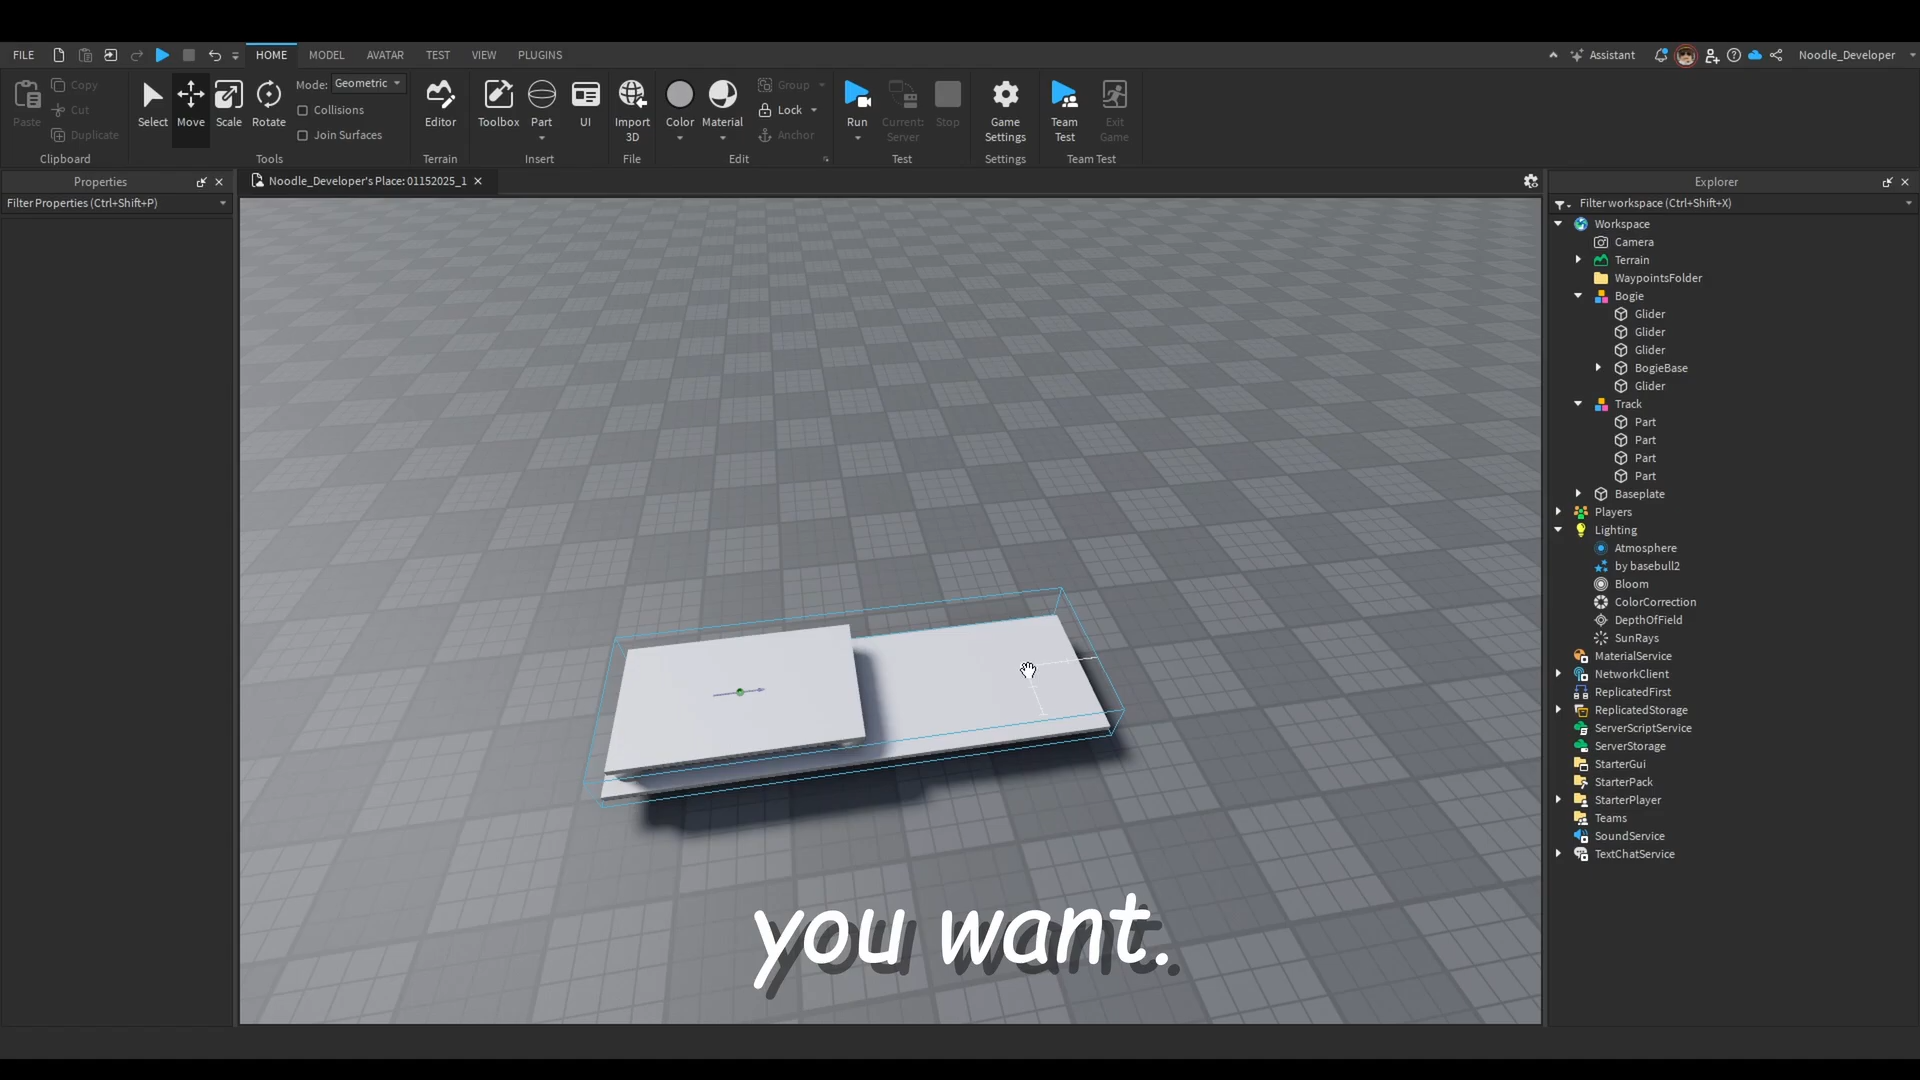 FILE HOME MODEL AVATAR TEST VIEW PLUGINS Assistant Noodle_Developer
Paste Copy Cut Duplicate Clipboard
Select Move Scale Rotate Mode: Geometric Collisions Join Surfaces Tools
Editor Terrain
Toolbox Part UI Insert
Import 3D File
Color Material Group Lock Anchor Edit
Run Current: Server Stop Test
Game Settings Settings
Team Test Exit Game Team Test
Properties
Filter Properties (Ctrl+Shift+P)
Noodle_Developer's Place: 01152025_1
Explorer
Filter workspace (Ctrl+Shift+X)
Workspace
Camera
Terrain
WaypointsFolder
Bogie
Glider
Glider
Glider
BogieBase
Glider
Track
Part
Part
Part
Part
Baseplate
Players
Lighting
Atmosphere
by basebull2
Bloom
ColorCorrection
DepthOfField
SunRays
MaterialService
NetworkClient
ReplicatedFirst
ReplicatedStorage
ServerScriptService
ServerStorage
StarterGui
StarterPack
StarterPlayer
Teams
SoundService
TextChatService
you want.